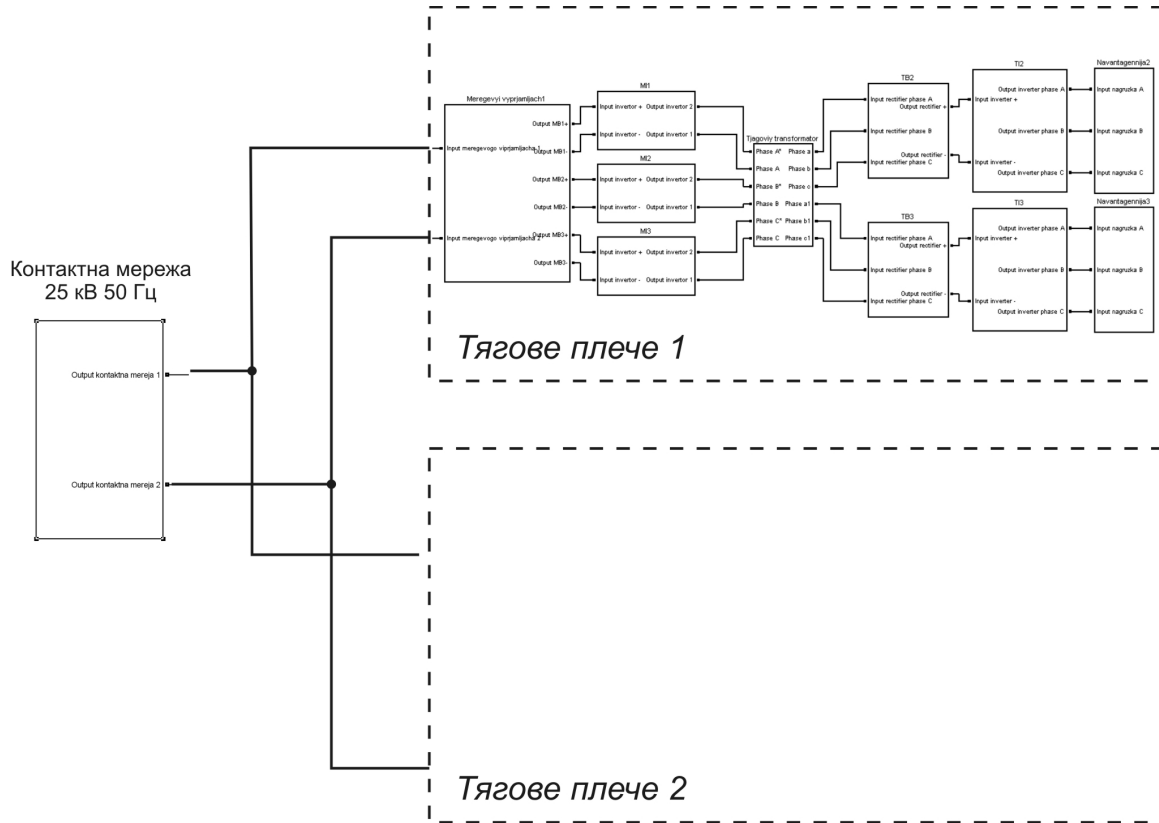 Контактна мережа
25 кВ 50 Гц
Output kontaktna mereja 1
Output kontaktna mereja 2
Meregevyi vyprjamljach1
Input meregevogo viprjamljacha 1
Input meregevogo viprjamljacha 2
Output MB1+
Output MB1-
Output MB2+
Output MB2-
Output MB3+
Output MB3-
MI1
Input invertor + Output invertor 2
Input invertor - Output invertor 1
MI2
Input invertor + Output invertor 2
Input invertor - Output invertor 1
MI3
Input invertor + Output invertor 2
Input invertor - Output invertor 1
Tjagoviy transformator
Phase A* Phase a
Phase A Phase b
Phase B* Phase c
Phase B Phase a1
Phase C* Phase b1
Phase C Phase c1
TB2
Input rectifier phase A
Output rectifier +
Input rectifier phase B
Output rectifier -
Input rectifier phase C
TI2
Output inverter phase A
Input inverter +
Output inverter phase B
Input inverter -
Output inverter phase C
Navantagennija2
Input nagruzka A
Input nagruzka B
Input nagruzka C
TB3
Input rectifier phase A
Output rectifier +
Input rectifier phase B
Output rectifier -
Input rectifier phase C
TI3
Output inverter phase A
Input inverter +
Output inverter phase B
Input inverter -
Output inverter phase C
Navantagennija3
Input nagruzka A
Input nagruzka B
Input nagruzka C
Тягове плече 1
Тягове плече 2